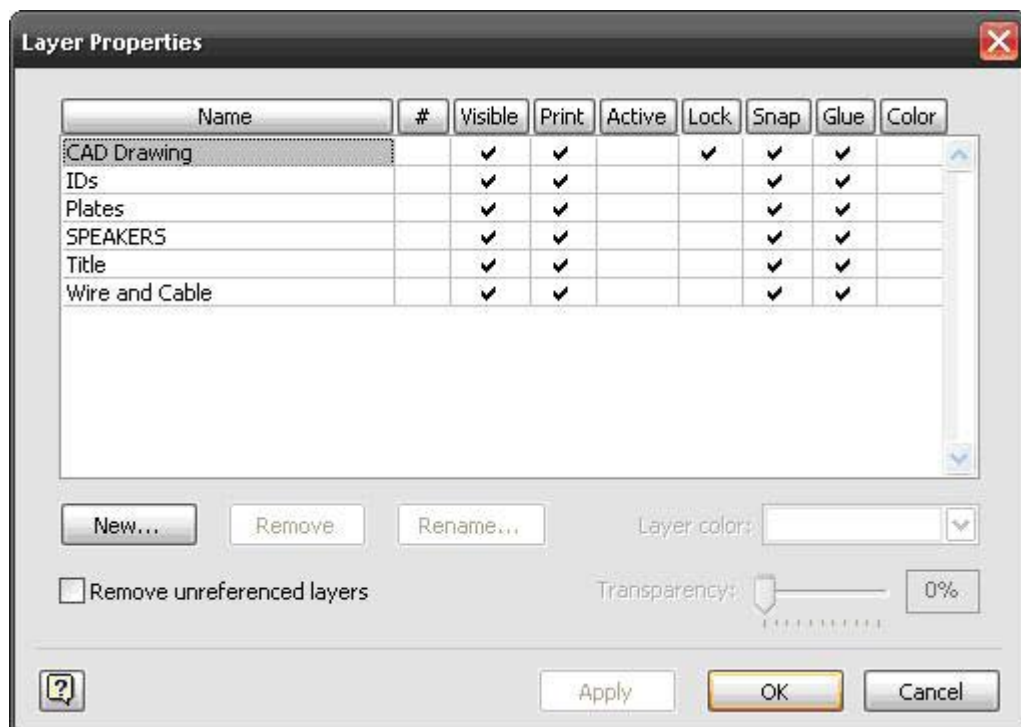 Layer Properties
Name # Visible Print Active Lock Snap Glue Color
CAD Drawing
IDs
Plates
SPEAKERS
Title
Wire and Cable
New... Remove Rename... Layer color:
Remove unreferenced layers Transparency: 0%
? Apply OK Cancel